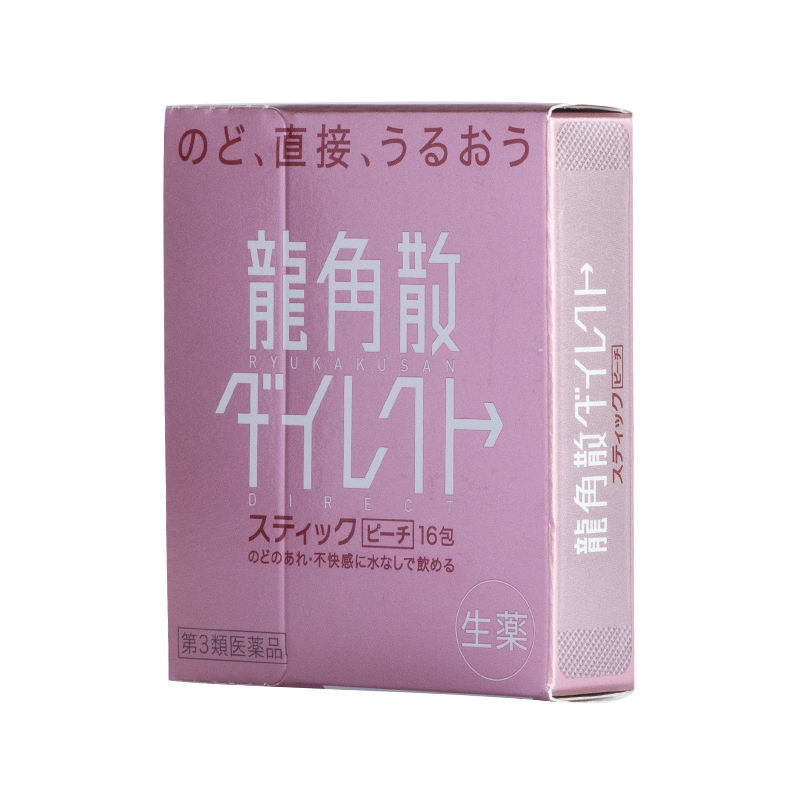 のど、直接、うるおう
龍角散
RYUKAKUSAN
ダイレクト
DIRECT
スティック ピーチ 16包
のどのあれ・不快感に水なしで飲める
第3類医薬品
生薬
龍角散ダイレクト
スティック ピーチ